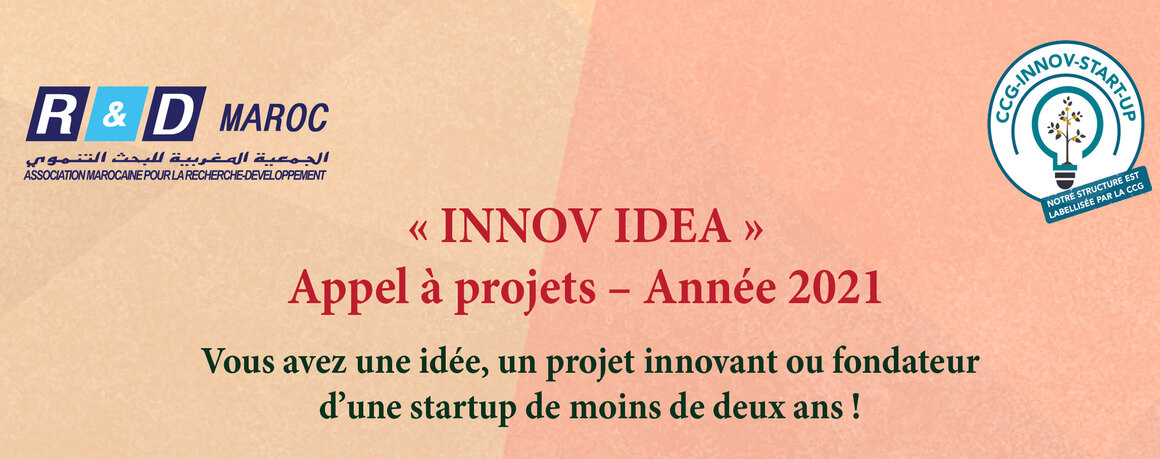 R & D MAROC
الجمعية المغربية للبحث التنموي
ASSOCIATION MAROCAINE POUR LA RECHERCHE-DEVELOPPEMENT
CCG-INNOV-START-UP
NOTRE STRUCTURE EST
LABELLISÉE PAR LA CCG
« INNOV IDEA »
Appel à projets – Année 2021
Vous avez une idée, un projet innovant ou fondateur
d’une startup de moins de deux ans !